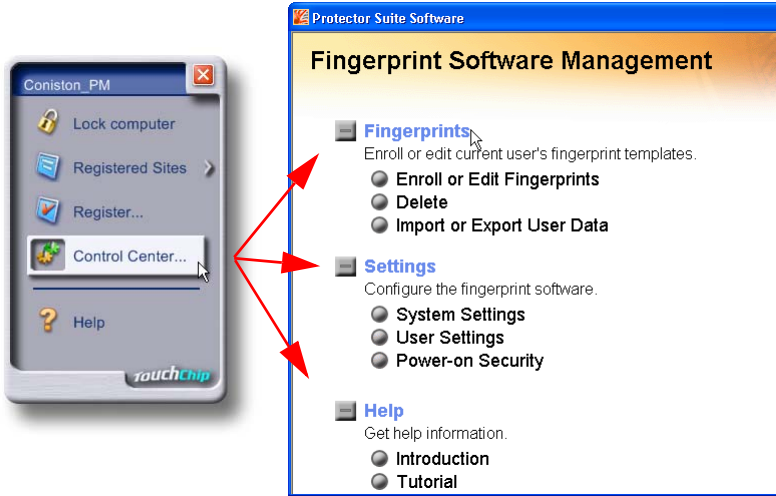 Coniston_PM
Lock computer
Registered Sites
Register...
Control Center...
Help
TouchChip
Protector Suite Software
Fingerprint Software Management
Fingerprints
Enroll or edit current user's fingerprint templates.
Enroll or Edit Fingerprints
Delete
Import or Export User Data
Settings
Configure the fingerprint software.
System Settings
User Settings
Power-on Security
Help
Get help information.
Introduction
Tutorial